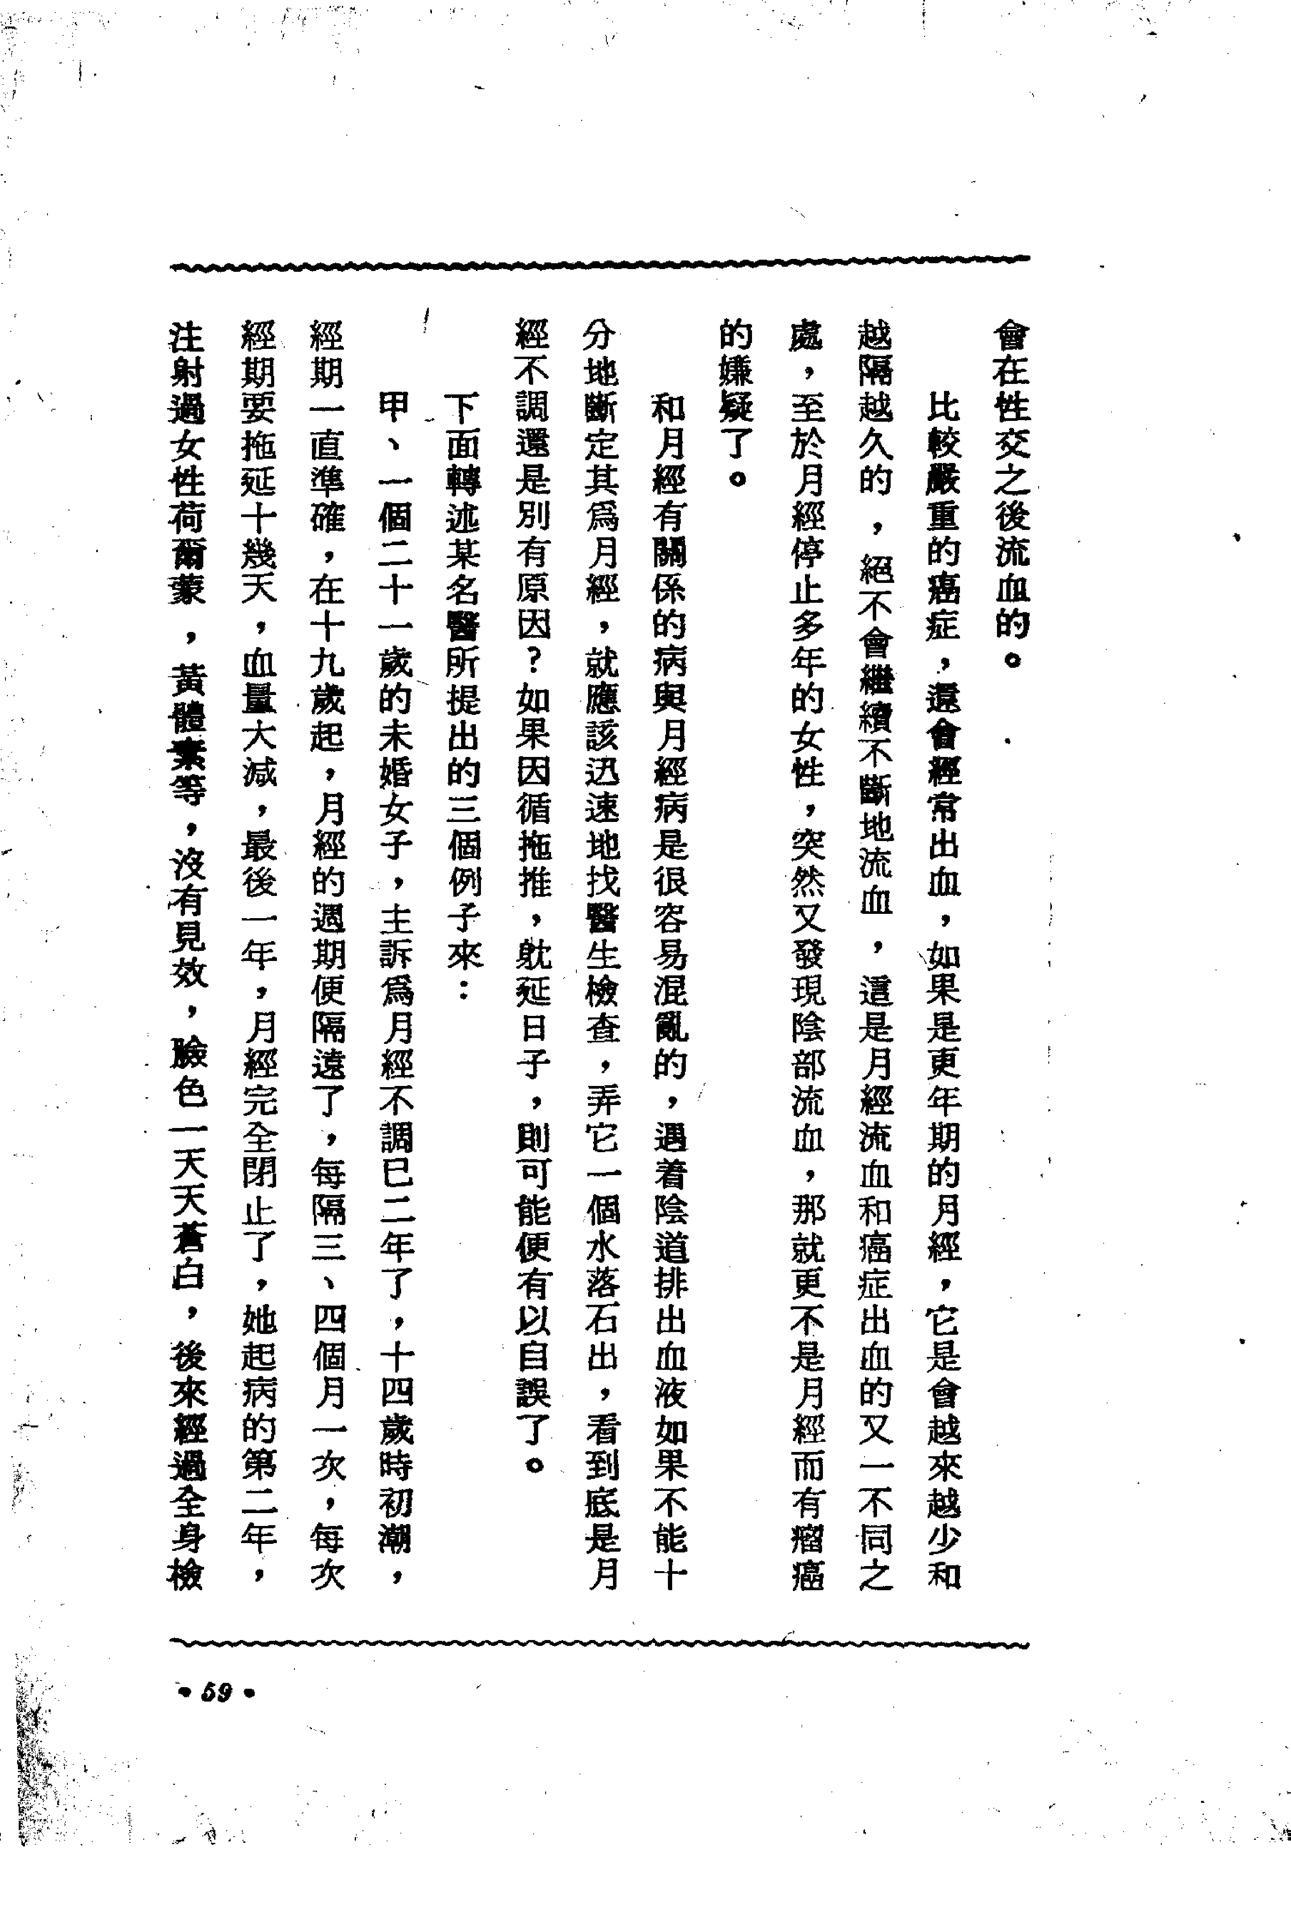 會在性交之後流血的。
比較嚴重的癌症，還會經常出血，如果是更年期的月經，它是會越來越少和
越隔越久的，絕不會繼續不斷地流血，這是月經流血和癌症出血的又一不同之
處，至於月經停止多年的女性，突然又發現陰部流血，那就更不是月經而有瘤癌
的嫌疑了。
和月經有關係的病與月經病是很容易混亂的，遇着陰道排出血液如果不能十
分地斷定其爲月經，就應該迅速地找醫生檢查，弄它一個水落石出，看到底是月
經不調還是別有原因？如果因循拖推，躭延日子，則可能便有以自誤了。
下面轉述某名醫所提出的三個例子來：
甲、一個二十一歲的未婚女子，主訴爲月經不調已二年了，十四歲時初潮，
經期一直準確，在十九歲起，月經的週期便隔遠了，每隔三、四個月一次，每次
經期要拖延十幾天，血量大減，最後一年，月經完全閉止了，她起病的第二年，
注射過女性荷爾蒙，黃體素等，沒有見效，臉色一天天蒼白，後來經過全身檢
• 59 •